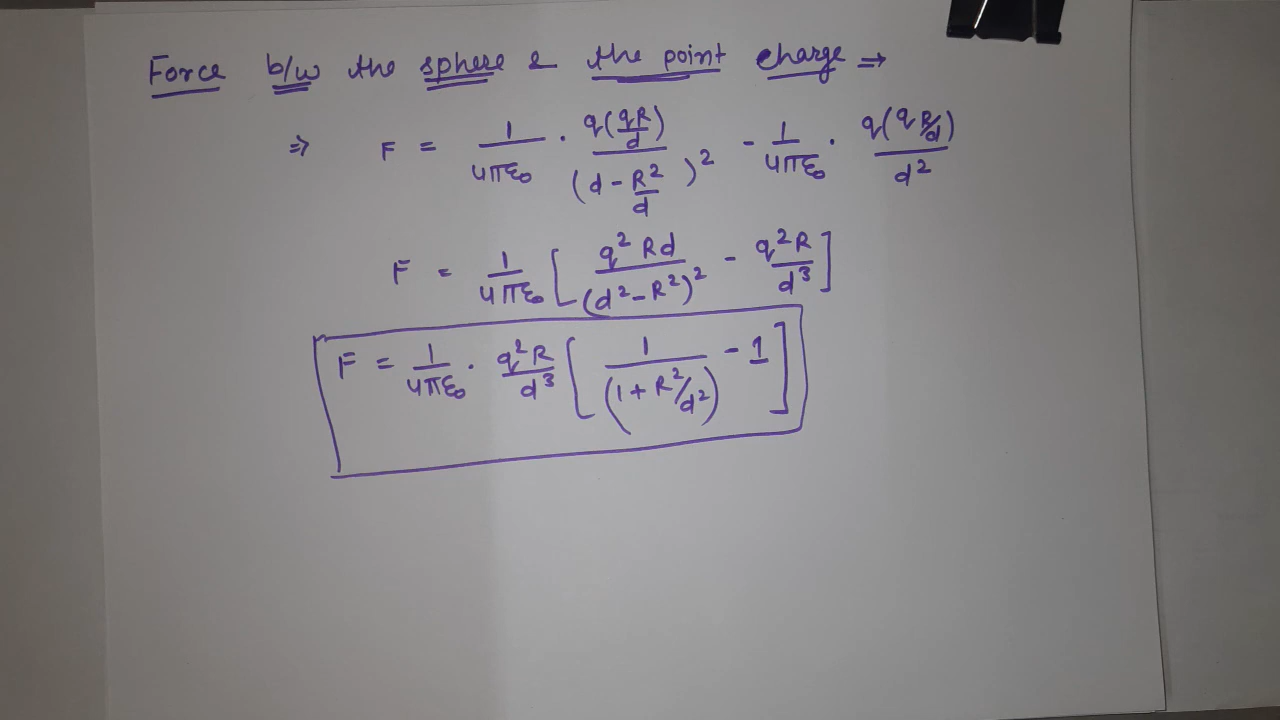 Force b/w the sphere & the point charge ⇒
⇒ F = 1/4πε₀ · q(qR/d)/(d - R²/d)² - 1/4πε₀ · q(qR/d)/d²
F = 1/4πε₀ [q²Rd/(d² - R²)² - q²R/d³]
F = 1/4πε₀ · q²R/d³ [1/(1 + R²/d²) - 1]